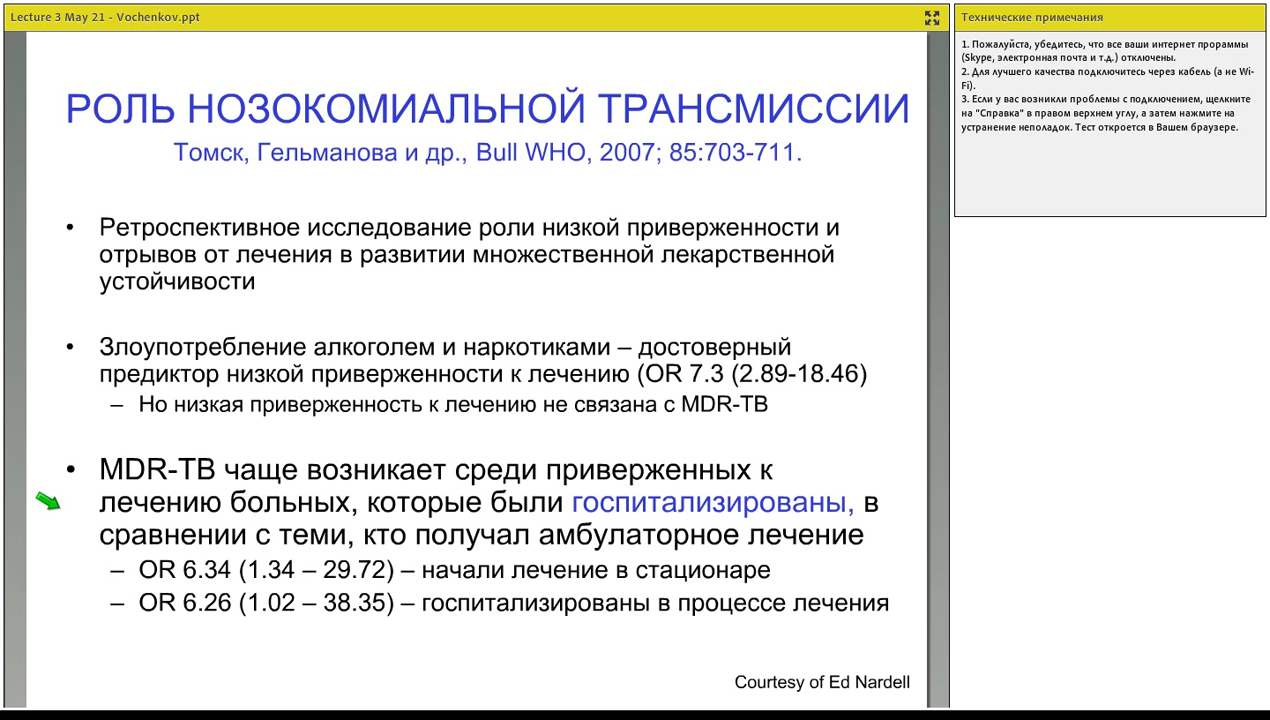 Lecture 3 May 21 - Vochenkov.ppt
РОЛЬ НОЗОКОМИАЛЬНОЙ ТРАНСМИССИИ
Томск, Гельманова и др., Bull WHO, 2007; 85:703-711.
• Ретроспективное исследование роли низкой приверженности и
отрывов от лечения в развитии множественной лекарственной
устойчивости
• Злоупотребление алкоголем и наркотиками – достоверный
предиктор низкой приверженности к лечению (OR 7.3 (2.89-18.46)
– Но низкая приверженность к лечению не связана с MDR-TB
• MDR-TB чаще возникает среди приверженных к
лечению больных, которые были госпитализированы, в
сравнении с теми, кто получал амбулаторное лечение
– OR 6.34 (1.34 – 29.72) – начали лечение в стационаре
– OR 6.26 (1.02 – 38.35) – госпитализированы в процессе лечения
Courtesy of Ed Nardell
Технические примечания
1. Пожалуйста, убедитесь, что все ваши интернет прораммы
(Skype, электронная почта и т.д.) отключены.
2. Для лучшего качества подключитесь через кабель (а не Wi-
Fi).
3. Если у вас возникли проблемы с подключением, щелкните
на "Справка" в правом верхнем углу, а затем нажмите на
устранение неполадок. Тест откроется в Вашем браузере.